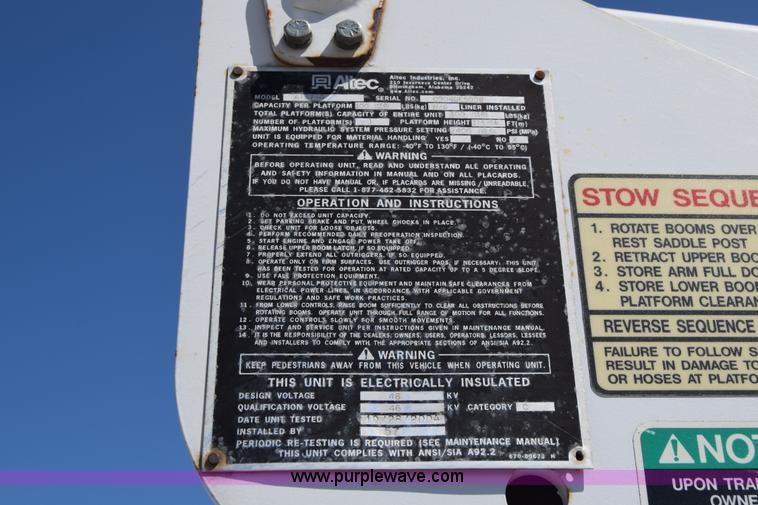 Altec
Altec Industries, Inc.
210 Inverness Center Drive
Birmingham, Alabama 35242
www.altec.com
MODEL SERIAL NO.
CAPACITY PER PLATFORM LBS(kg) LINER INSTALLED
TOTAL PLATFORM(S) CAPACITY OF ENTIRE UNIT LBS(kg)
NUMBER OF PLATFORM(S) PLATFORM HEIGHT FT(m)
MAXIMUM HYDRAULIC SYSTEM PRESSURE SETTING PSI (MPa)
UNIT IS EQUIPPED FOR MATERIAL HANDLING YES NO
OPERATING TEMPERATURE RANGE: -40°F TO 130°F / (-40°C TO 55°C)
WARNING
BEFORE OPERATING UNIT, READ AND UNDERSTAND ALL OPERATING
AND SAFETY INFORMATION IN MANUAL AND ON ALL PLACARDS.
IF YOU DO NOT HAVE MANUAL OR, IF PLACARDS ARE MISSING/UNREADABLE,
PLEASE CALL 1-877-462-5832 FOR ASSISTANCE.
OPERATION AND INSTRUCTIONS
1. DO NOT EXCEED UNIT CAPACITY.
2. SET PARKING BRAKE AND PUT WHEEL CHOCKS IN PLACE.
3. CHECK UNIT FOR LOOSE OBJECTS.
4. PERFORM RECOMMENDED DAILY PREOPERATION INSPECTION.
5. START ENGINE AND ENGAGE POWER TAKE OFF.
6. RELEASE UPPER BOOM LATCH, IF SO EQUIPPED.
7. PROPERLY EXTEND ALL OUTRIGGERS, IF SO EQUIPPED.
8. OPERATE ONLY ON FIRM SURFACES. USE OUTRIGGER PADS, IF NECESSARY: THIS UNIT
HAS BEEN TESTED FOR OPERATION AT RATED CAPACITY UP TO A 5 DEGREE SLOPE.
9. USE FALL PROTECTION EQUIPMENT.
10. WEAR PERSONAL PROTECTIVE EQUIPMENT AND MAINTAIN SAFE CLEARANCES FROM
ELECTRICAL POWER LINES, IN ACCORDANCE WITH APPLICABLE GOVERNMENT
REGULATIONS AND SAFE WORK PRACTICES.
11. FROM LOWER CONTROLS, RAISE BOOM SUFFICIENTLY TO CLEAR ALL OBSTRUCTIONS BEFORE
ROTATING BOOMS. OPERATE UNIT THROUGH FULL RANGE OF MOTION FOR ALL FUNCTIONS.
12. OPERATE CONTROLS SLOWLY FOR SMOOTH MOVEMENTS.
13. INSPECT AND SERVICE UNIT PER INSTRUCTIONS GIVEN IN MAINTENANCE MANUAL.
14. IT IS THE RESPONSIBILITY OF THE DEALERS, OWNERS, USERS, OPERATORS, LESSORS, LESSEES
AND INSTALLERS TO COMPLY WITH THE APPROPRIATE SECTIONS OF ANSI/SIA A92.2.
WARNING
KEEP PEDESTRIANS AWAY FROM THIS VEHICLE WHEN OPERATING UNIT.
THIS UNIT IS ELECTRICALLY INSULATED
DESIGN VOLTAGE 46 KV
QUALIFICATION VOLTAGE 46 KV CATEGORY C
DATE UNIT TESTED
INSTALLED BY
PERIODIC RE-TESTING IS REQUIRED (SEE MAINTENANCE MANUAL)
THIS UNIT COMPLIES WITH ANSI/SIA A92.2
STOW SEQUE
1. ROTATE BOOMS OVER
REST SADDLE POST
2. RETRACT UPPER BOO
3. STORE ARM FULL DO
4. STORE LOWER BOOM
PLATFORM CLEARAN
REVERSE SEQUENCE
FAILURE TO FOLLOW S
RESULT IN DAMAGE TO
OR HOSES AT PLATFO
NOT
UPON TRA
OWNE
www.purplewave.com